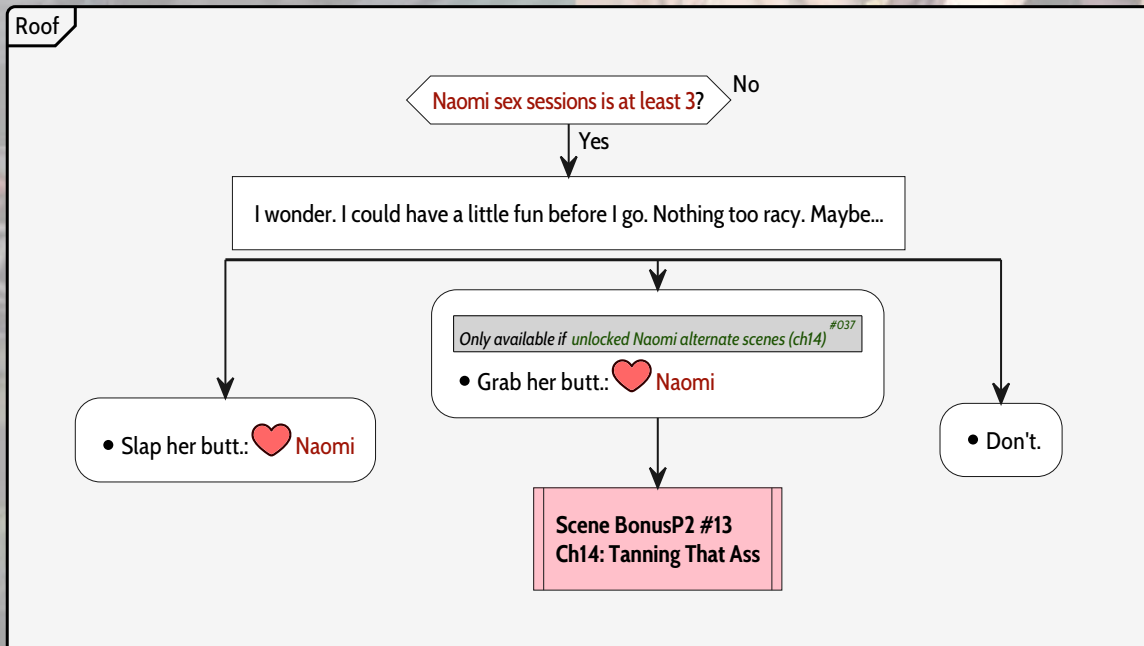 Roof
Naomi sex sessions is at least 3?
No
Yes
I wonder. I could have a little fun before I go. Nothing too racy. Maybe...
Only available if unlocked Naomi alternate scenes (ch14) #037
• Grab her butt.: Naomi
• Slap her butt.: Naomi
• Don't.
Scene BonusP2 #13
Ch14: Tanning That Ass